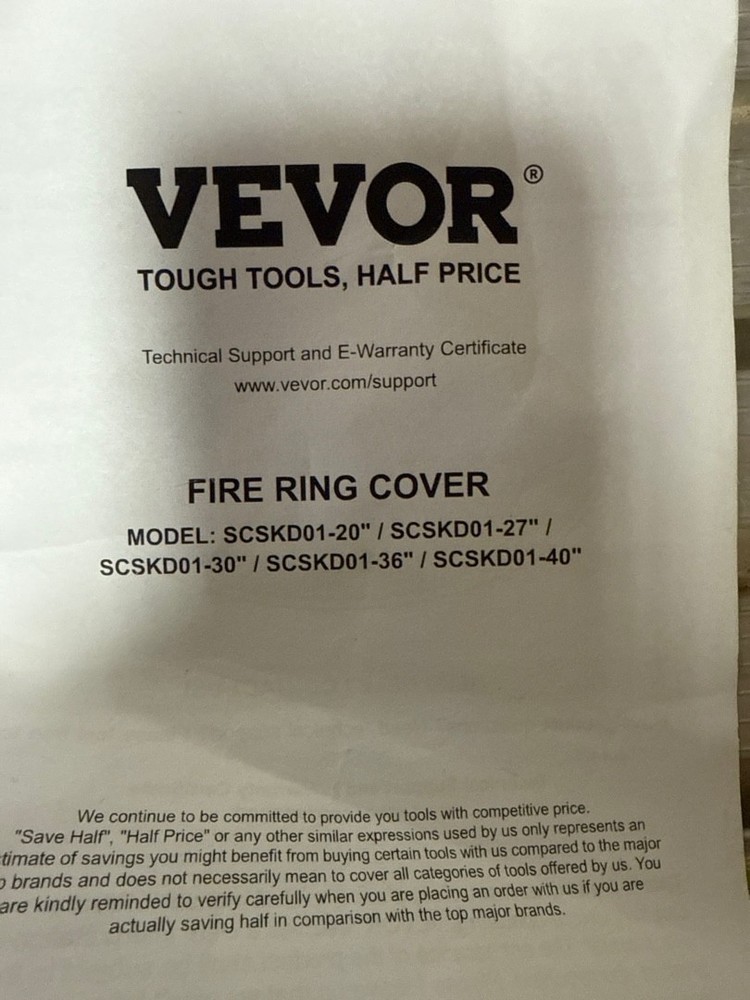 VEVOR®
TOUGH TOOLS, HALF PRICE
Technical Support and E-Warranty Certificate
www.vevor.com/support
FIRE RING COVER
MODEL: SCSKD01-20" / SCSKD01-27" /
SCSKD01-30" / SCSKD01-36" / SCSKD01-40"
We continue to be committed to provide you tools with competitive price.
"Save Half", "Half Price" or any other similar expressions used by us only represents an
timate of savings you might benefit from buying certain tools with us compared to the major
brands and does not necessarily mean to cover all categories of tools offered by us. You
are kindly reminded to verify carefully when you are placing an order with us if you are
actually saving half in comparison with the top major brands.